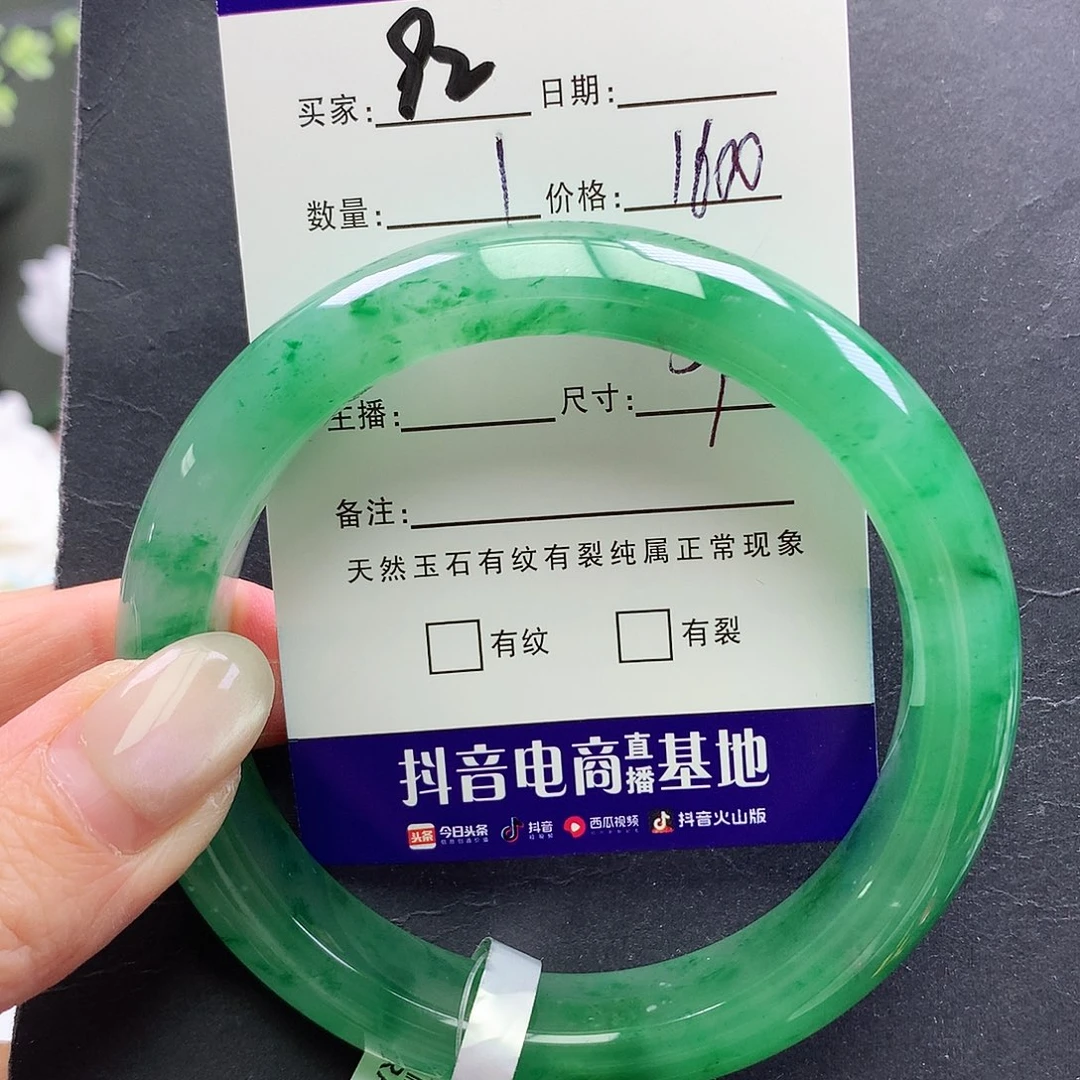 买家: 日期:
数量: 1 价格: 1600
主播: 尺寸:
备注:
天然玉石有纹有裂纯属正常现象
有纹 有裂
抖音电商直播基地
头条 今日头条 抖音 西瓜视频 抖音火山版